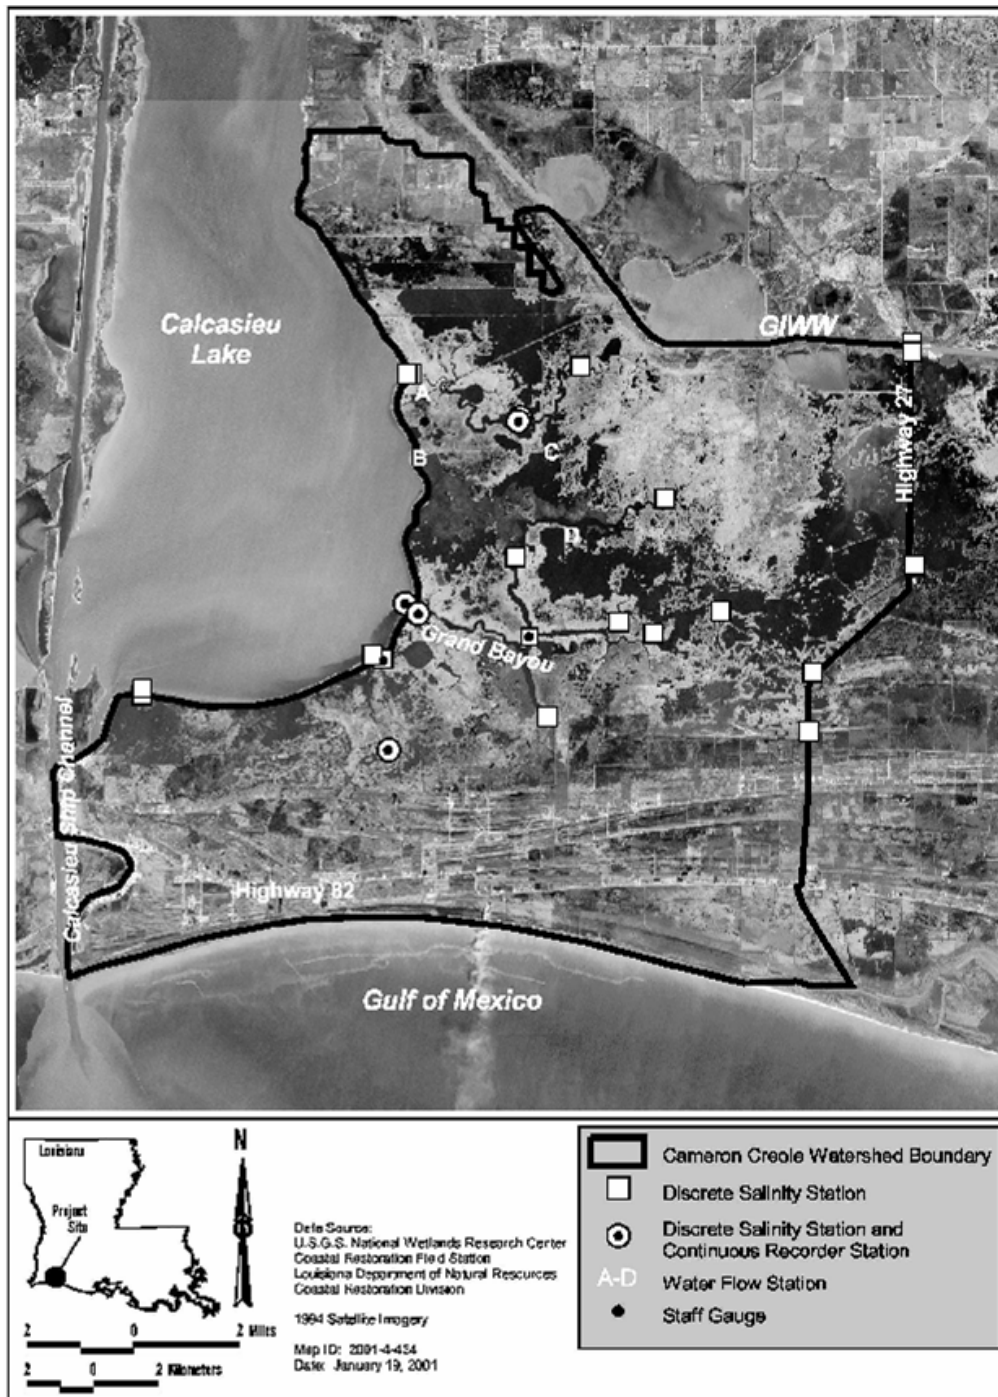 Calcasieu
Lake
GIWW
Highway 27
A
B
C
D
Grand Bayou
Calcasieu Ship Channel
Highway 82
Gulf of Mexico
Louisiana
Project
Site
N
2 0 2 Miles
2 0 2 Kilometers
Data Source:
U.S.G.S. National Wetlands Research Center
Coastal Restoration Field Station
Louisiana Department of Natural Resources
Coastal Restoration Division
1994 Satellite Imagery
Map ID: 2001-4-434
Date: January 19, 2001
Cameron Creole Watershed Boundary
Discrete Salinity Station
Discrete Salinity Station and
Continuous Recorder Station
A-D Water Flow Station
Staff Gauge